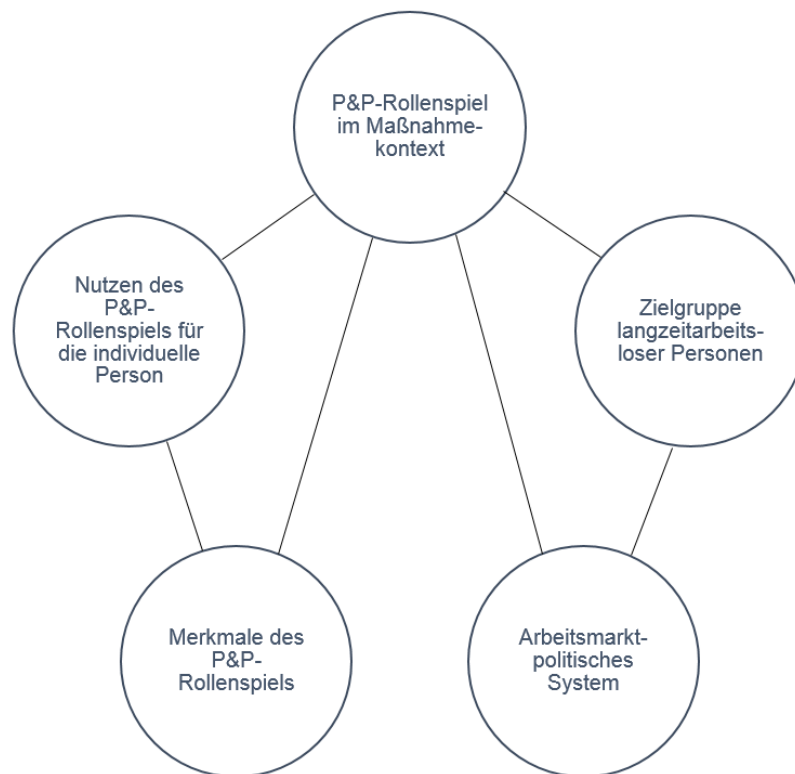 P&P-Rollenspiel
im Maßnahme-
kontext
Nutzen des
P&P-
Rollenspiels für
die individuelle
Person
Zielgruppe
langzeitarbeits-
loser Personen
Merkmale des
P&P-
Rollenspiels
Arbeitsmarkt-
politisches
System